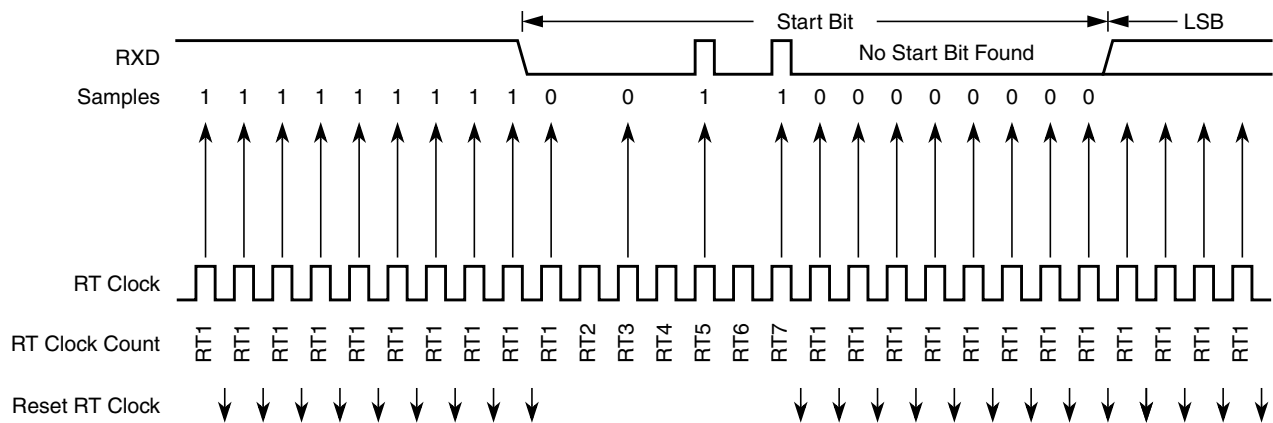 Start Bit LSB
RXD No Start Bit Found
Samples 1 1 1 1 1 1 1 1 1 0 0 1 1 0 0 0 0 0 0 0 0
RT Clock
RT Clock Count RT1 RT1 RT1 RT1 RT1 RT1 RT1 RT1 RT1 RT1 RT2 RT3 RT4 RT5 RT6 RT7 RT1 RT1 RT1 RT1 RT1 RT1 RT1 RT1 RT1 RT1 RT1 RT1
Reset RT Clock